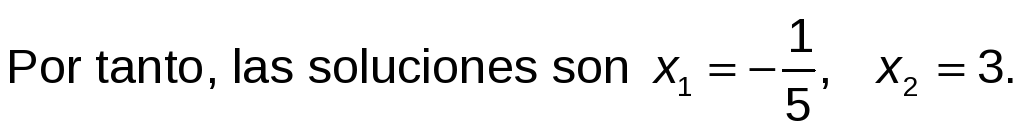 Por tanto, las soluciones son x₁ = −1/5, x₂ = 3.